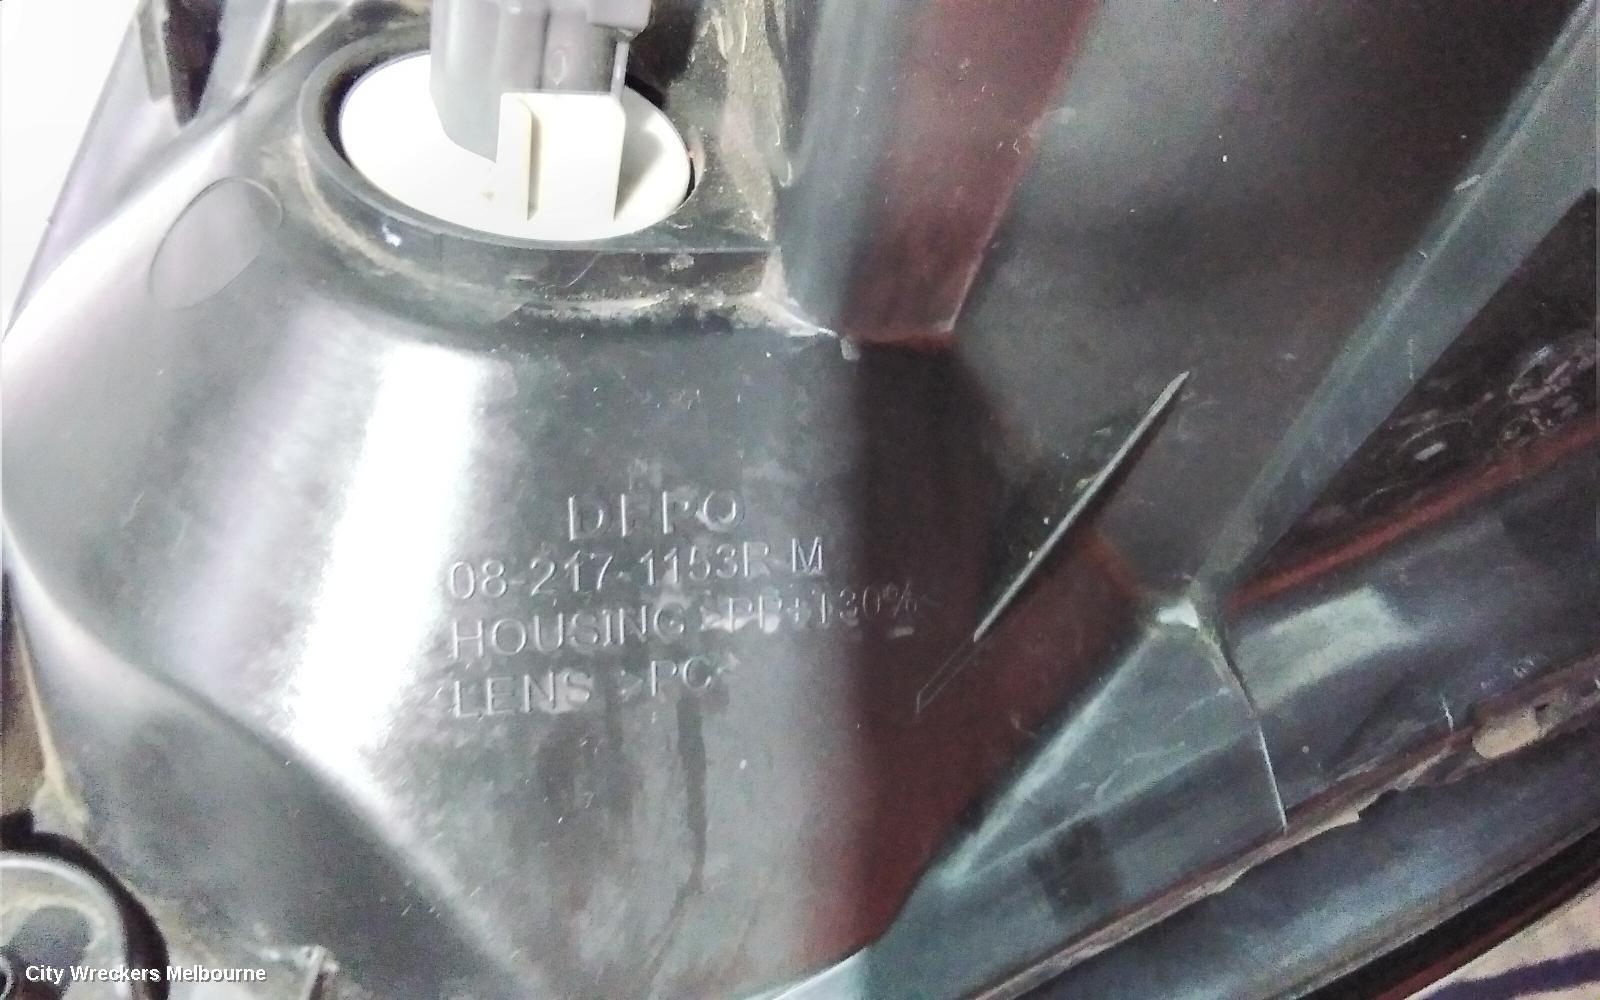 DEPO
08-217-1153R-M
HOUSING >PP+T30%<
LENS >PC<
City Wreckers Melbourne